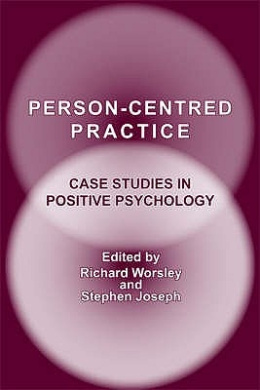 PERSON-CENTRED
PRACTICE
CASE STUDIES IN
POSITIVE PSYCHOLOGY
Edited by
Richard Worsley
and
Stephen Joseph